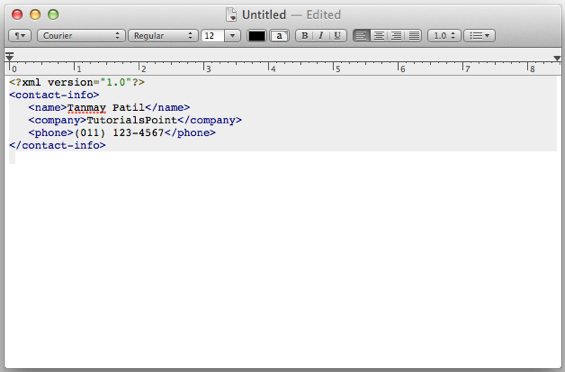 Untitled — Edited
¶ Courier Regular 12 a B I U 1.0
0 1 2 3 4 5 6 7 8
<?xml version="1.0"?>
<contact-info>
<name>Tanmay Patil</name>
<company>TutorialsPoint</company>
<phone>(011) 123-4567</phone>
</contact-info>